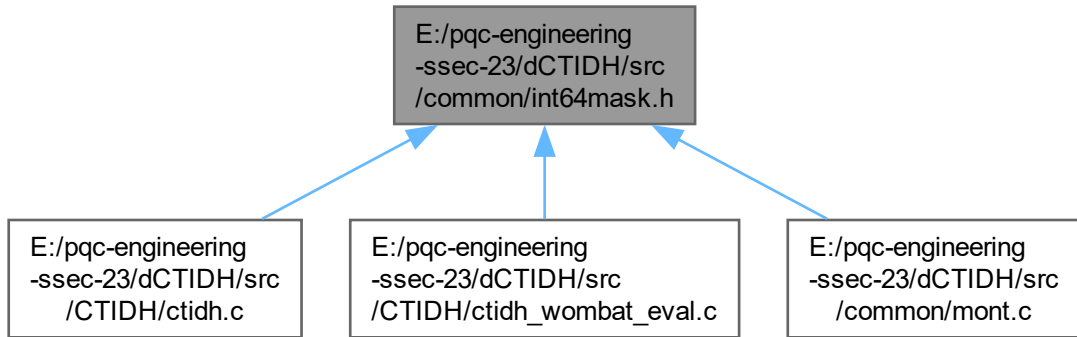 E:/pqc-engineering
-ssec-23/dCTIDH/src
/common/int64mask.h
E:/pqc-engineering
-ssec-23/dCTIDH/src
/CTIDH/ctidh.c
E:/pqc-engineering
-ssec-23/dCTIDH/src
/CTIDH/ctidh_wombat_eval.c
E:/pqc-engineering
-ssec-23/dCTIDH/src
/common/mont.c